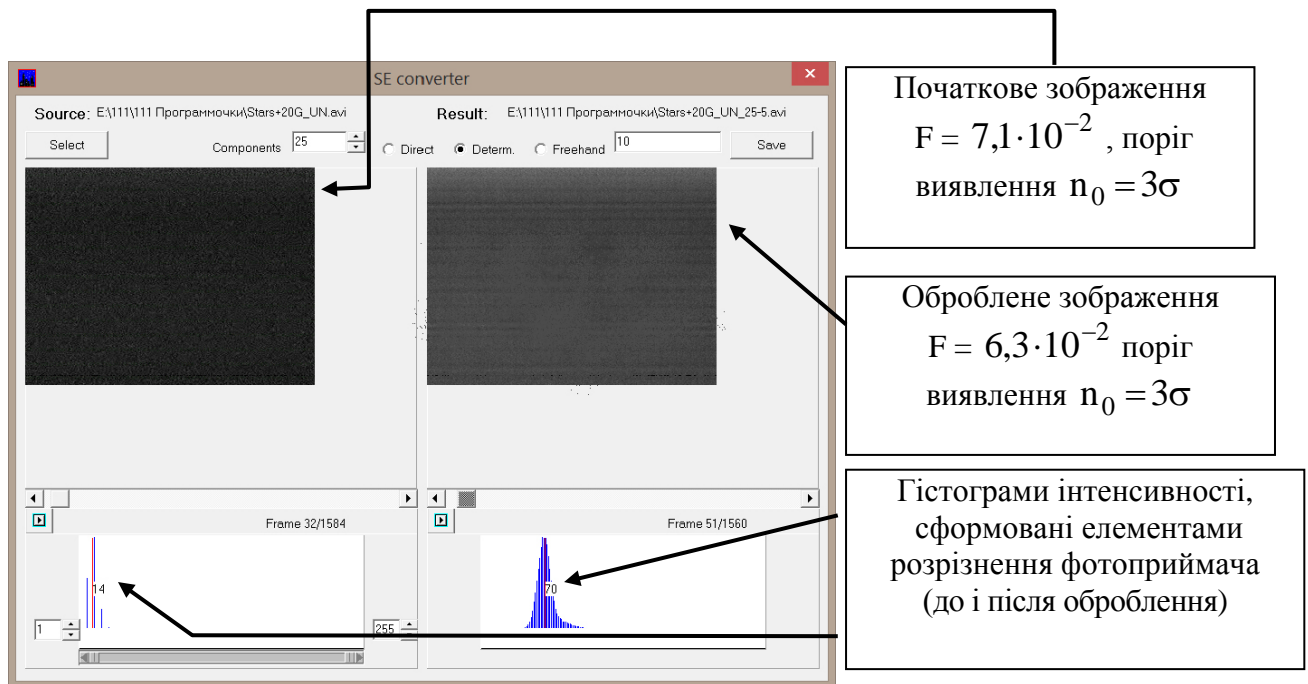 SE converter
Source: E:\111\111 Программочки\Stars+20G_UN.avi
Result: E:\111\111 Программочки\Stars+20G_UN_25-5.avi
Select
Components 25
Direct Determ. Freehand 10
Save
Frame 32/1584
Frame 51/1560
14
70
1
255
Початкове зображення
F = 7,1·10⁻² , поріг
виявлення n₀ = 3σ
Оброблене зображення
F = 6,3·10⁻² поріг
виявлення n₀ = 3σ
Гістограми інтенсивності,
сформовані елементами
розрізнення фотоприймача
(до і після оброблення)